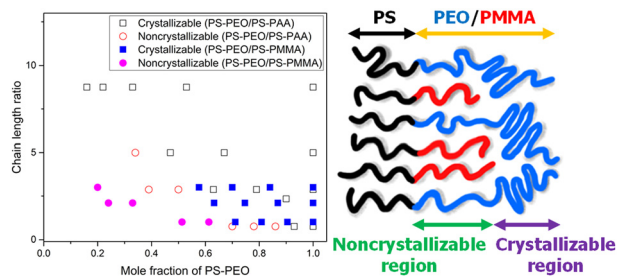 Crystallizable (PS-PEO/PS-PAA)
Noncrystallizable (PS-PEO/PS-PAA)
Crystallizable (PS-PEO/PS-PMMA)
Noncrystallizable (PS-PEO/PS-PMMA)
Chain length ratio
10
5
0
0.0 0.2 0.4 0.6 0.8 1.0
Mole fraction of PS-PEO
PS PEO/PMMA
Noncrystallizable region
Crystallizable region